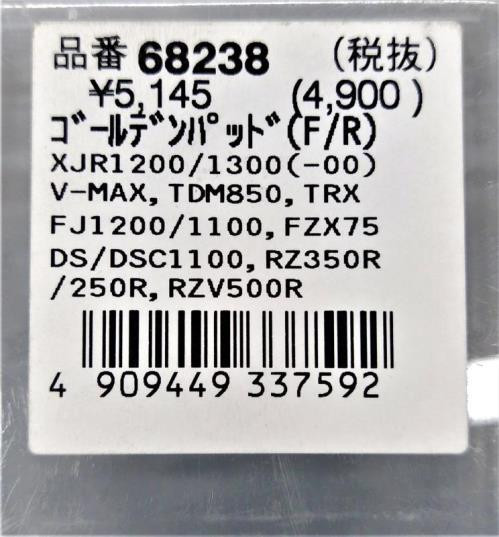 品番 68238 (税抜)
¥5,145 (4,900)
ｺﾞｰﾙﾃﾞﾝﾊﾟｯﾄﾞ(F/R)
XJR1200/1300(-00)
V-MAX,TDM850,TRX
FJ1200/1100,FZX75
DS/DSC1100,RZ350R
/250R,RZV500R
4 909449 337592